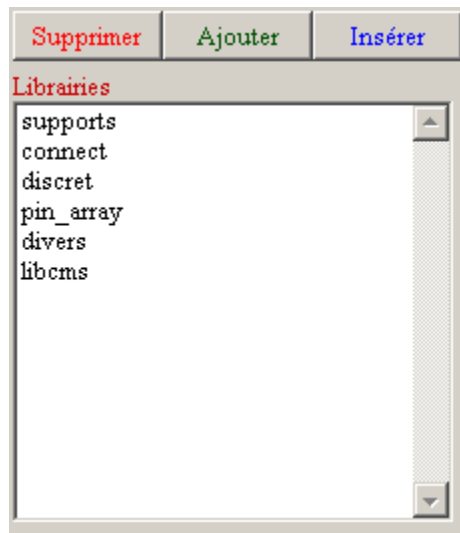 Supprimer Ajouter Insérer
Librairies
supports
connect
discret
pin_array
divers
libcms